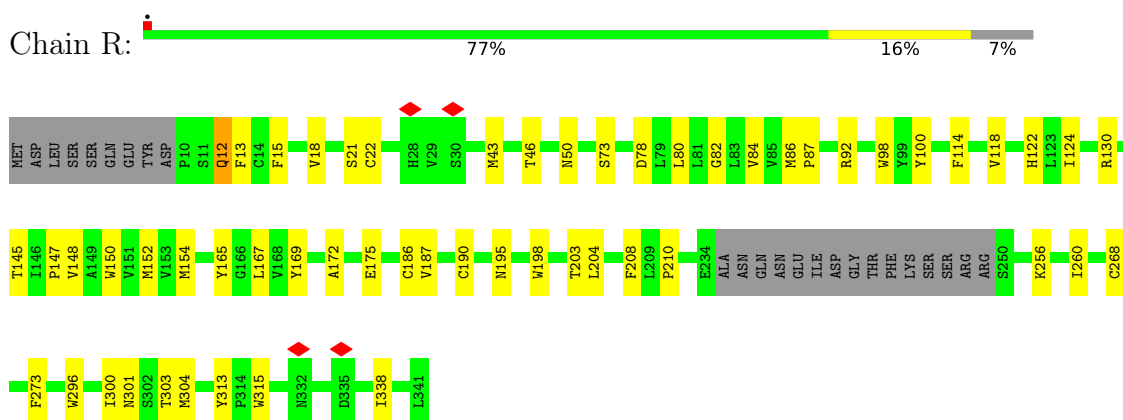 Chain R:
77% 16% 7%
MET ASP LEU SER SER GLN GLU TYR ASP P10 S11 Q12 F13 C14 F15 V18 S21 C22 H28 V29 S30 M43 T46 N50 S73 D78 L79 L80 L81 G82 L83 V84 V85 M86 P87 R92 W98 Y99 Y100 F114 V118 H122 L123 I124 R130
T145 I146 P147 V148 A149 W150 V151 M152 V153 M154 Y165 G166 L167 V168 Y169 A172 E175 C186 V187 C190 N195 W198 T203 L204 F208 L209 P210 E234 ALA ASN GLN ASN GLU ILE ASP GLY THR PHE LYS SER SER ARG ARG S250 K256 I260 C268
F273 W296 I300 N301 S302 T303 M304 Y313 P314 W315 N332 D335 I338 L341